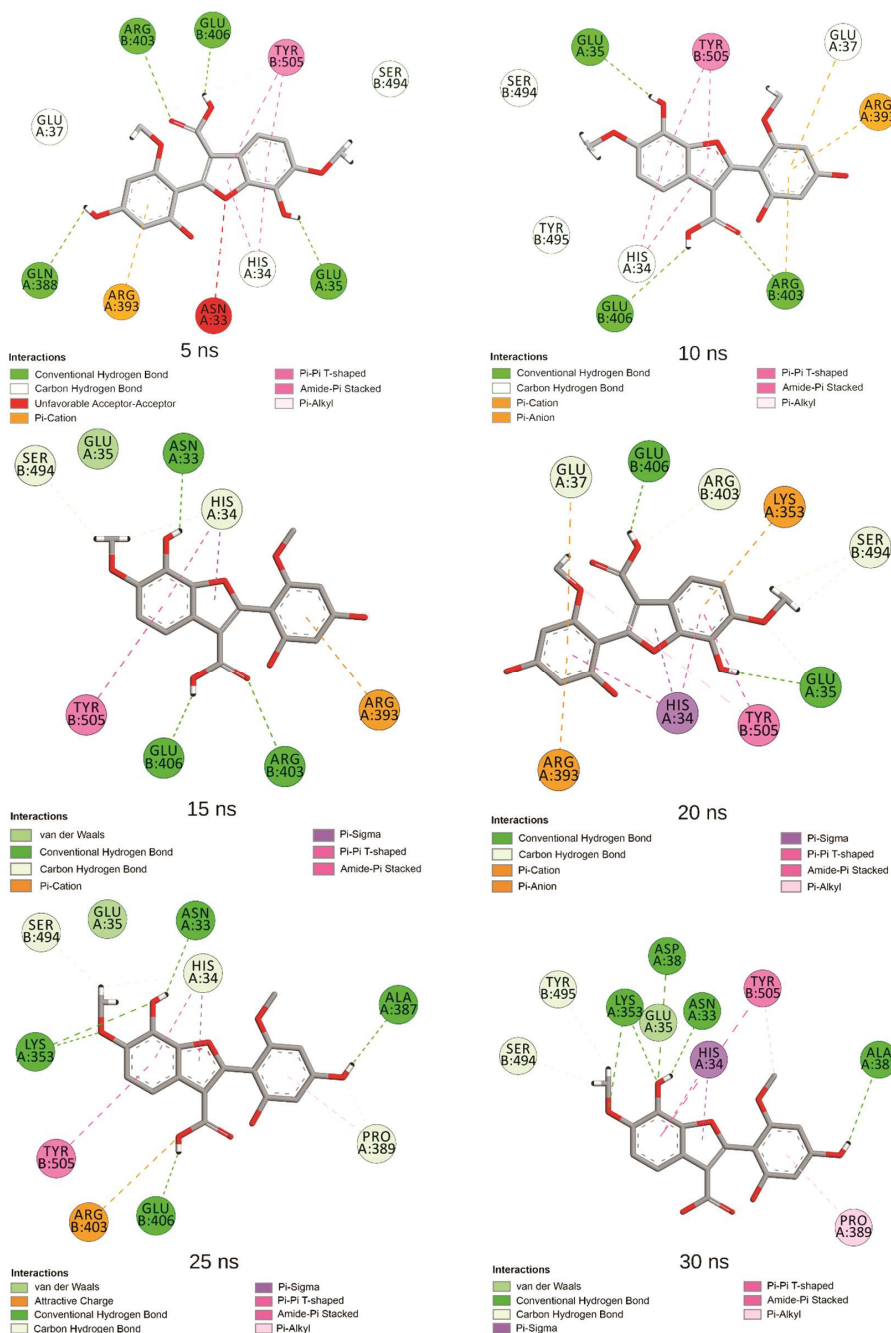 ARG
B:403
GLU
B:406
TYR
B:505
SER
B:494
GLU
A:37
GLN
A:388
ARG
A:393
ASN
A:33
HIS
A:34
GLU
A:35
5 ns
Interactions
Conventional Hydrogen Bond
Carbon Hydrogen Bond
Unfavorable Acceptor-Acceptor
Pi-Cation
Pi-Pi T-shaped
Amide-Pi Stacked
Pi-Alkyl
GLU
A:35
TYR
B:505
GLU
A:37
SER
B:494
ARG
A:393
TYR
B:495
HIS
A:34
GLU
B:406
ARG
B:403
10 ns
Interactions
Conventional Hydrogen Bond
Carbon Hydrogen Bond
Pi-Cation
Pi-Anion
Pi-Pi T-shaped
Amide-Pi Stacked
Pi-Alkyl
SER
B:494
GLU
A:35
ASN
A:33
HIS
A:34
TYR
B:505
GLU
B:406
ARG
B:403
ARG
A:393
15 ns
Interactions
van der Waals
Conventional Hydrogen Bond
Carbon Hydrogen Bond
Pi-Cation
Pi-Sigma
Pi-Pi T-shaped
Amide-Pi Stacked
GLU
A:37
GLU
B:406
ARG
B:403
LYS
A:353
SER
B:494
GLU
A:35
HIS
A:34
TYR
B:505
ARG
A:393
20 ns
Interactions
Conventional Hydrogen Bond
Carbon Hydrogen Bond
Pi-Cation
Pi-Anion
Pi-Sigma
Pi-Pi T-shaped
Amide-Pi Stacked
Pi-Alkyl
SER
B:494
GLU
A:35
ASN
A:33
HIS
A:34
ALA
A:387
LYS
A:353
TYR
B:505
ARG
B:403
GLU
B:406
PRO
A:389
25 ns
Interactions
van der Waals
Attractive Charge
Conventional Hydrogen Bond
Carbon Hydrogen Bond
Pi-Sigma
Pi-Pi T-shaped
Amide-Pi Stacked
Pi-Alkyl
ASP
A:38
TYR
B:495
LYS
A:353
GLU
A:35
ASN
A:33
TYR
B:505
SER
B:494
HIS
A:34
ALA
A:38
PRO
A:389
30 ns
Interactions
van der Waals
Conventional Hydrogen Bond
Carbon Hydrogen Bond
Pi-Sigma
Pi-Pi T-shaped
Amide-Pi Stacked
Pi-Alkyl